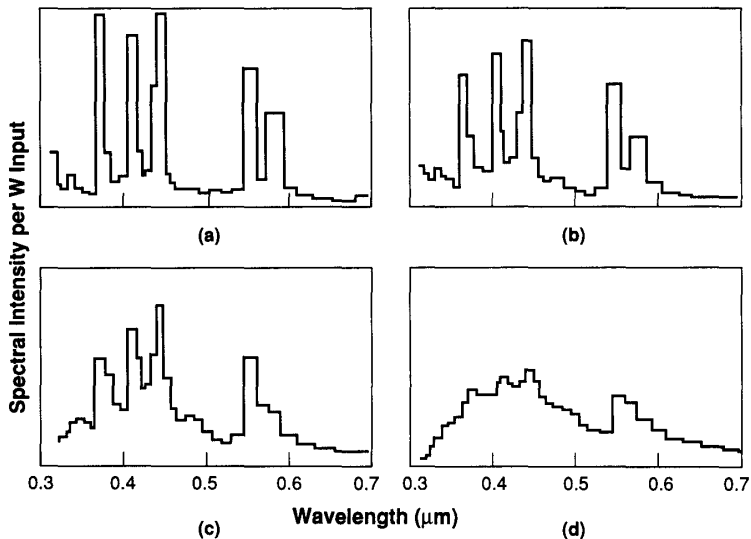 Spectral Intensity per W Input
(a)
(b)
0.3 0.4 0.5 0.6 0.7
0.3 0.4 0.5 0.6 0.7
Wavelength (μm)
(c)
(d)